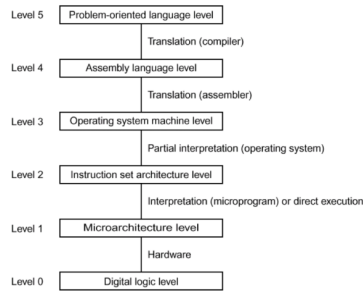 Level 5 Problem-oriented language level
Translation (compiler)
Level 4 Assembly language level
Translation (assembler)
Level 3 Operating system machine level
Partial interpretation (operating system)
Level 2 Instruction set architecture level
Interpretation (microprogram) or direct execution
Level 1 Microarchitecture level
Hardware
Level 0 Digital logic level